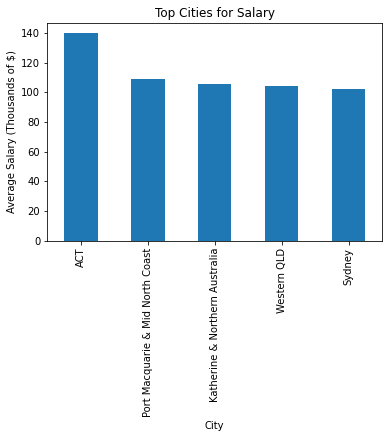 Top Cities for Salary
Average Salary (Thousands of $)
140
120
100
80
60
40
20
0
ACT
Port Macquarie & Mid North Coast
Katherine & Northern Australia
Western QLD
Sydney
City